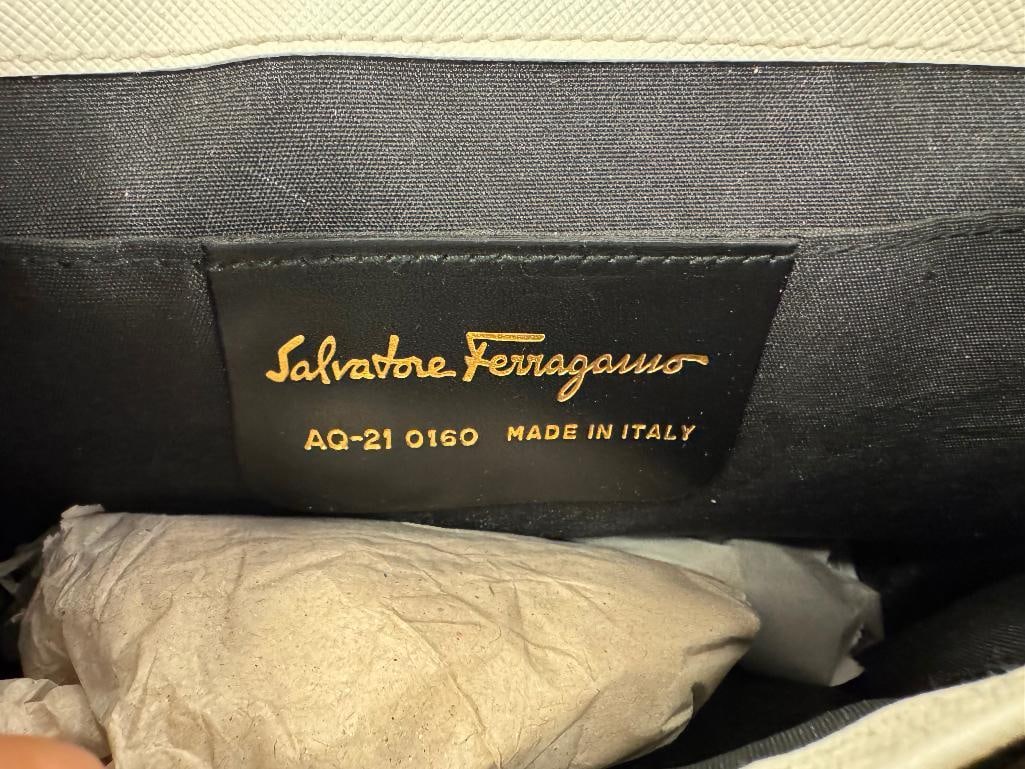 Salvatore Ferragamo
AQ-21 0160 MADE IN ITALY